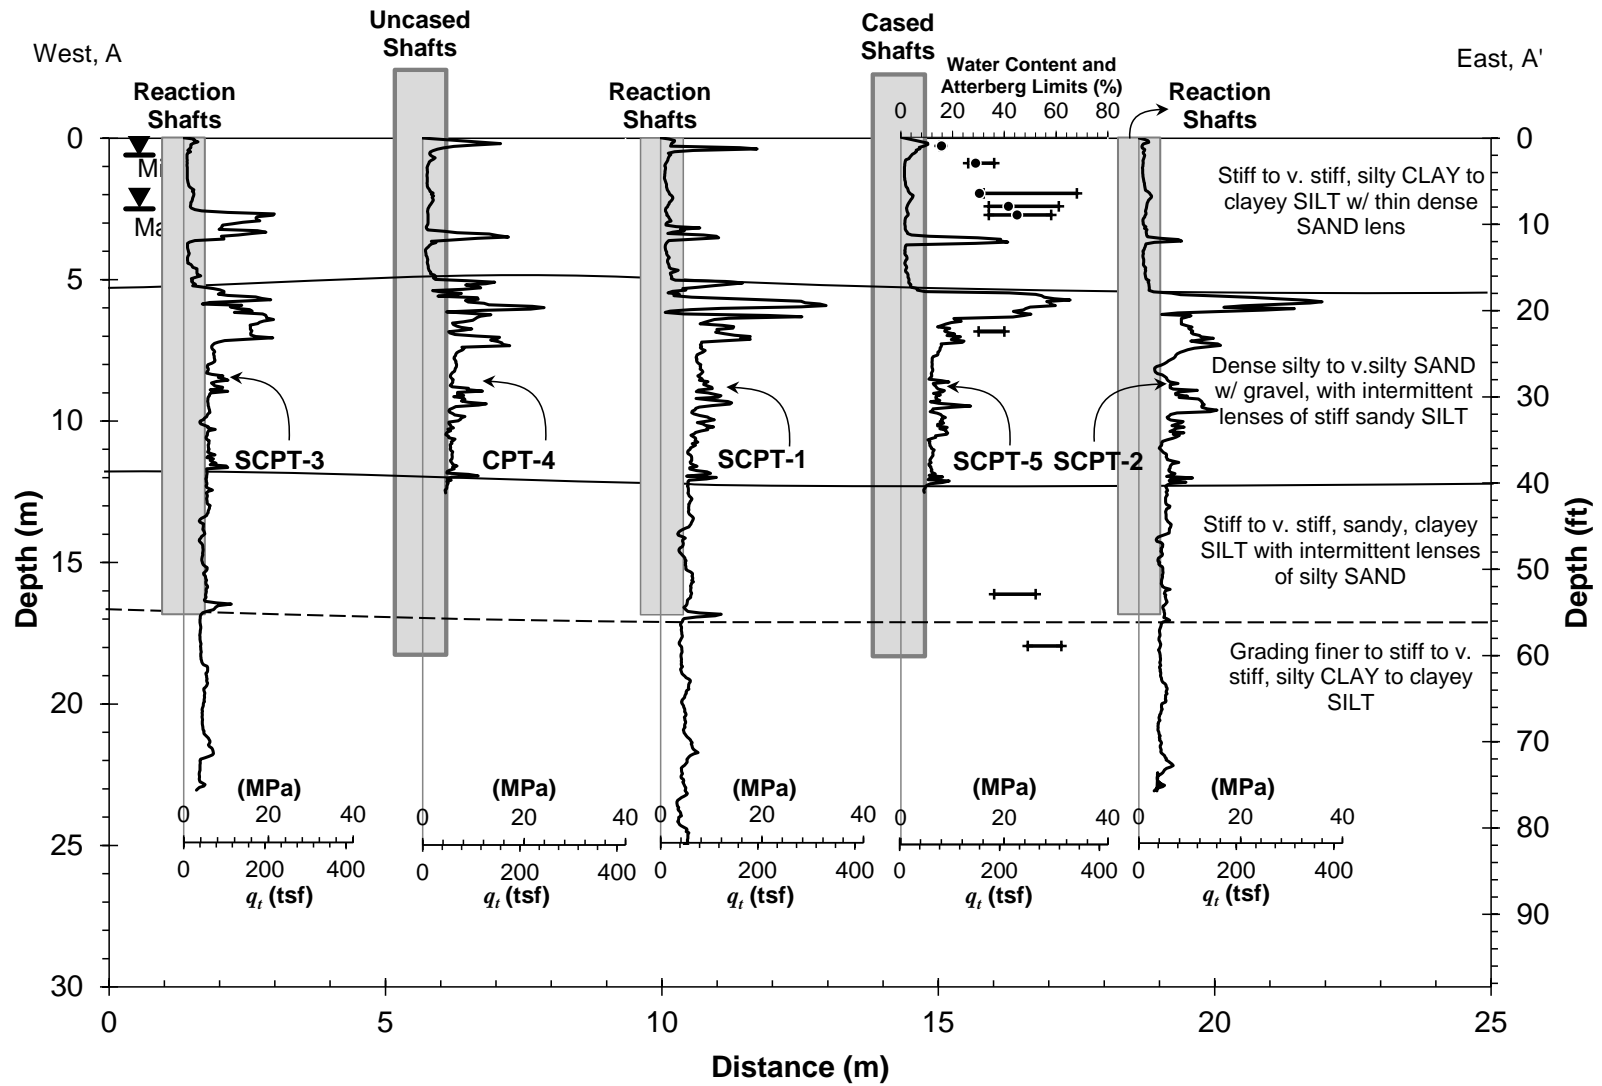 Uncased
Shafts
Cased
Shafts
West, A
East, A'
Water Content and
Atterberg Limits (%)
0 20 40 60 80
Reaction
Shafts
Reaction
Shafts
Reaction
Shafts
0
5
10
15
20
25
30
Depth (m)
0
10
20
30
40
50
60
70
80
90
Depth (ft)
Mi
Ma
Stiff to v. stiff, silty CLAY to
clayey SILT w/ thin dense
SAND lens
Dense silty to v.silty SAND
w/ gravel, with intermittent
lenses of stiff sandy SILT
SCPT-3
CPT-4
SCPT-1
SCPT-5
SCPT-2
Stiff to v. stiff, sandy, clayey
SILT with intermittent lenses
of silty SAND
Grading finer to stiff to v.
stiff, silty CLAY to clayey
SILT
(MPa)
0 20 40
0 200 400
qt (tsf)
(MPa)
0 20 40
0 200 400
qt (tsf)
(MPa)
0 20 40
0 200 400
qt (tsf)
(MPa)
0 20 40
0 200 400
qt (tsf)
(MPa)
0 20 40
0 200 400
qt (tsf)
0 5 10 15 20 25
Distance (m)